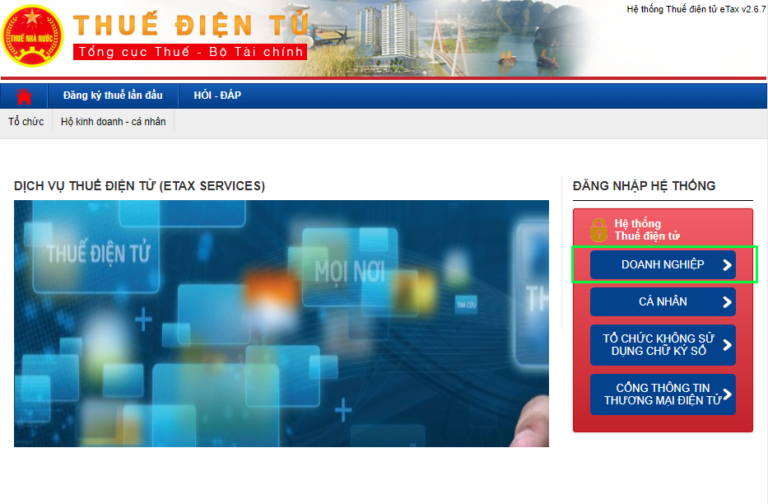 Hệ thống Thuế điện tử eTax v2.6.7
THUẾ NHÀ NƯỚC
THUẾ ĐIỆN TỬ
Tổng cục Thuế - Bộ Tài chính
Đăng ký thuế lần đầu
HỎI - ĐÁP
Tổ chức
Hộ kinh doanh - cá nhân
DỊCH VỤ THUẾ ĐIỆN TỬ (ETAX SERVICES)
THUẾ ĐIỆN TỬ
MỌI NƠI
TRA CỨU
TH
ĐĂNG NHẬP HỆ THỐNG
Hệ thống
Thuế điện tử
DOANH NGHIỆP
CÁ NHÂN
TỔ CHỨC KHÔNG SỬ
DỤNG CHỮ KÝ SỐ
CỔNG THÔNG TIN
THƯƠNG MẠI ĐIỆN TỬ